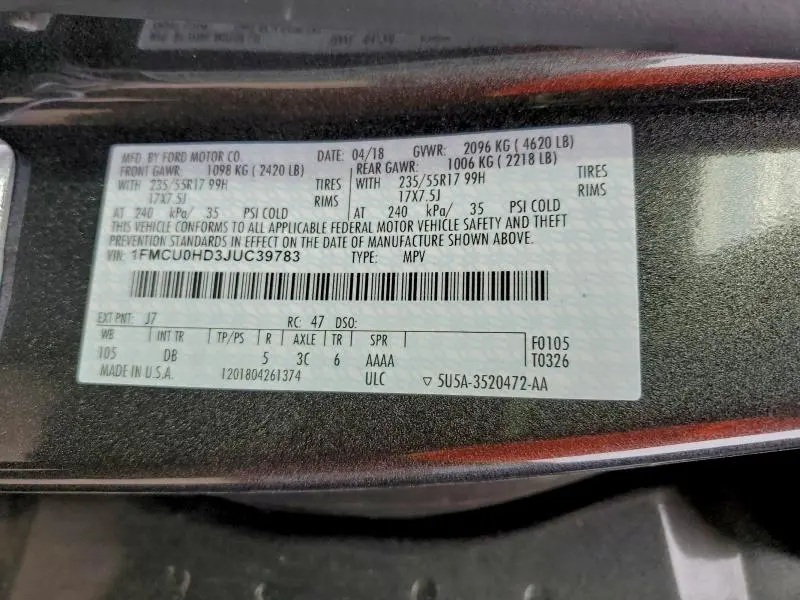 MFD. BY FORD MOTOR CO. DATE: 04/18 GVWR: 2096 KG ( 4620 LB)
FRONT GAWR: 1098 KG ( 2420 LB) REAR GAWR: 1006 KG ( 2218 LB)
WITH 235/55R17 99H TIRES WITH 235/55R17 99H TIRES
17X7.5J RIMS 17X7.5J RIMS
AT 240 kPa/ 35 PSI COLD AT 240 kPa/ 35 PSI COLD
THIS VEHICLE CONFORMS TO ALL APPLICABLE FEDERAL MOTOR VEHICLE SAFETY AND THEFT
PREVENTION STANDARDS IN EFFECT ON THE DATE OF MANUFACTURE SHOWN ABOVE.
VIN: 1FMCU0HD3JUC39783 TYPE: MPV
EXT PNT: J7 RC: 47 DSO:
WB INT TR TP/PS R AXLE TR SPR F0105
105 DB 5 3C 6 AAAA T0326
MADE IN U.S.A. 1201804261374 ULC ▽ 5U5A-3520472-AA